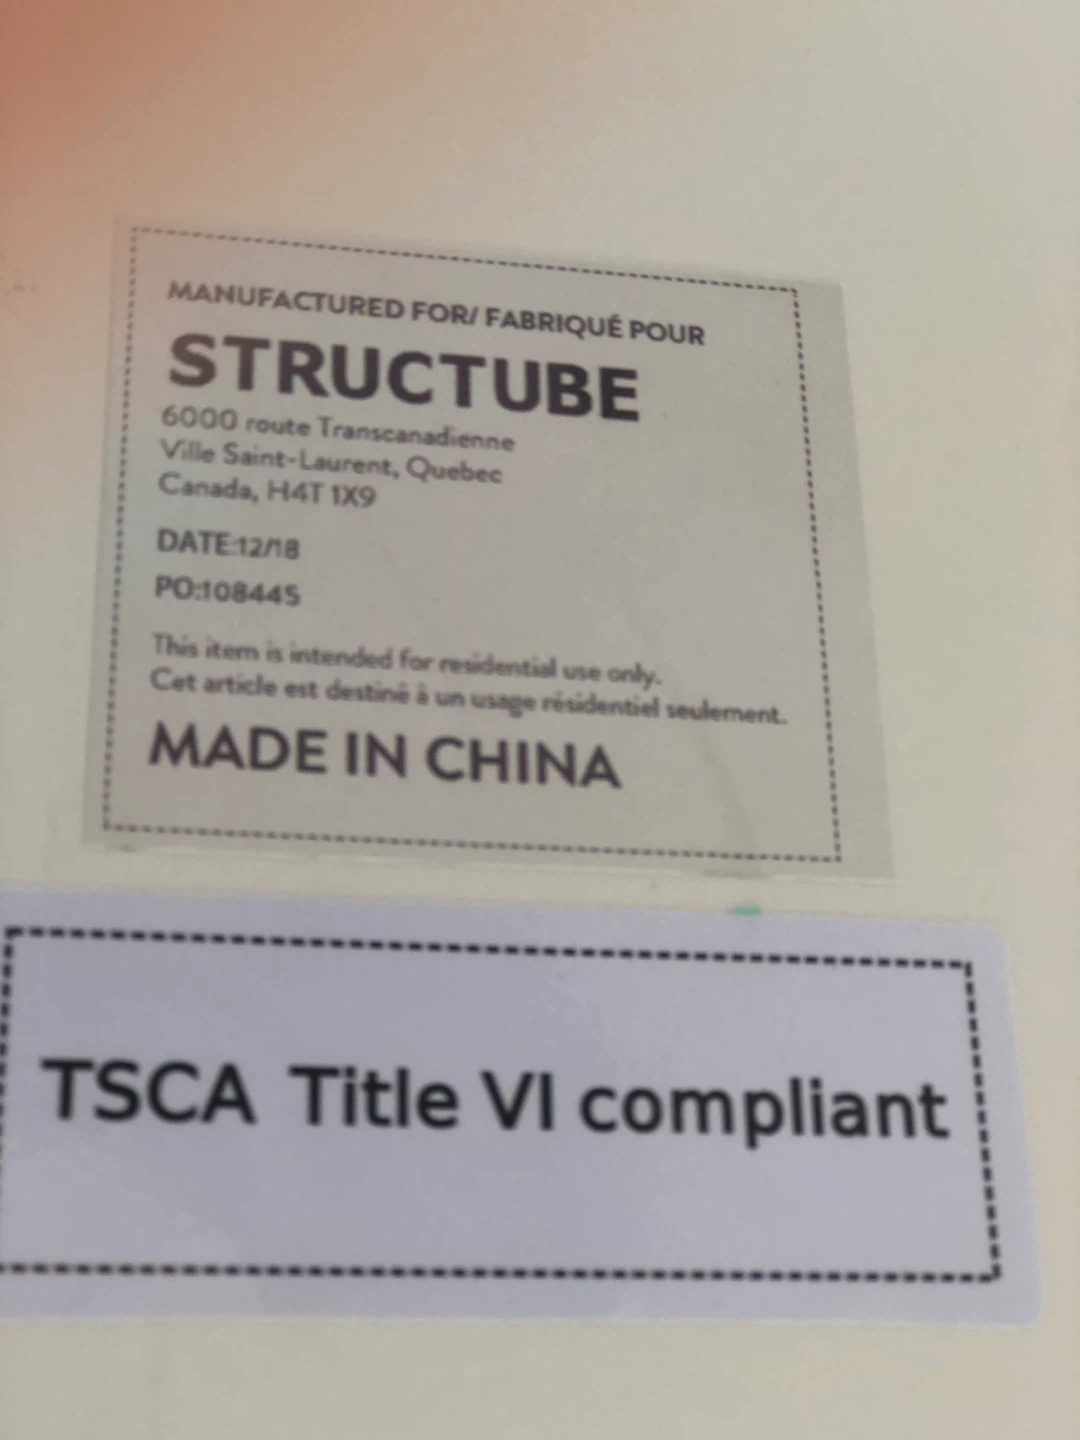 MANUFACTURED FOR/ FABRIQUÉ POUR
STRUCTUBE
6000 route Transcanadienne
Ville Saint-Laurent, Quebec
Canada, H4T 1X9
DATE:12/18
PO:108445
This item is intended for residential use only.
Cet article est destiné à un usage résidentiel seulement.
MADE IN CHINA
TSCA Title VI compliant